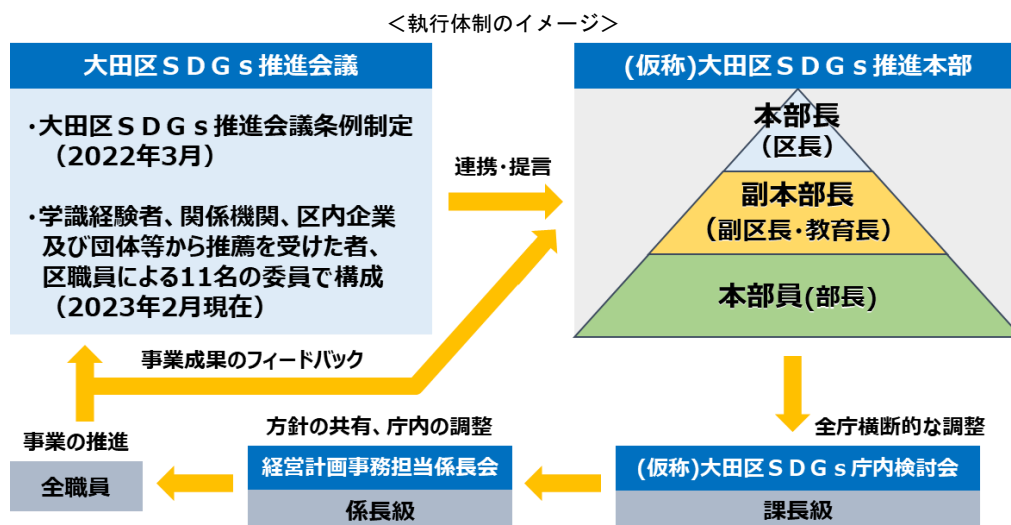 ＜執行体制のイメージ＞
大田区ＳＤＧｓ推進会議
・大田区ＳＤＧｓ推進会議条例制定
（2022年3月）
・学識経験者、関係機関、区内企業
及び団体等から推薦を受けた者、
区職員による11名の委員で構成
（2023年2月現在）
連携・提言
(仮称)大田区ＳＤＧｓ推進本部
本部長
（区長）
副本部長
（副区長・教育長）
本部員(部長)
事業成果のフィードバック
全庁横断的な調整
(仮称)大田区ＳＤＧｓ庁内検討会
課長級
方針の共有、庁内の調整
経営計画事務担当係長会
係長級
事業の推進
全職員